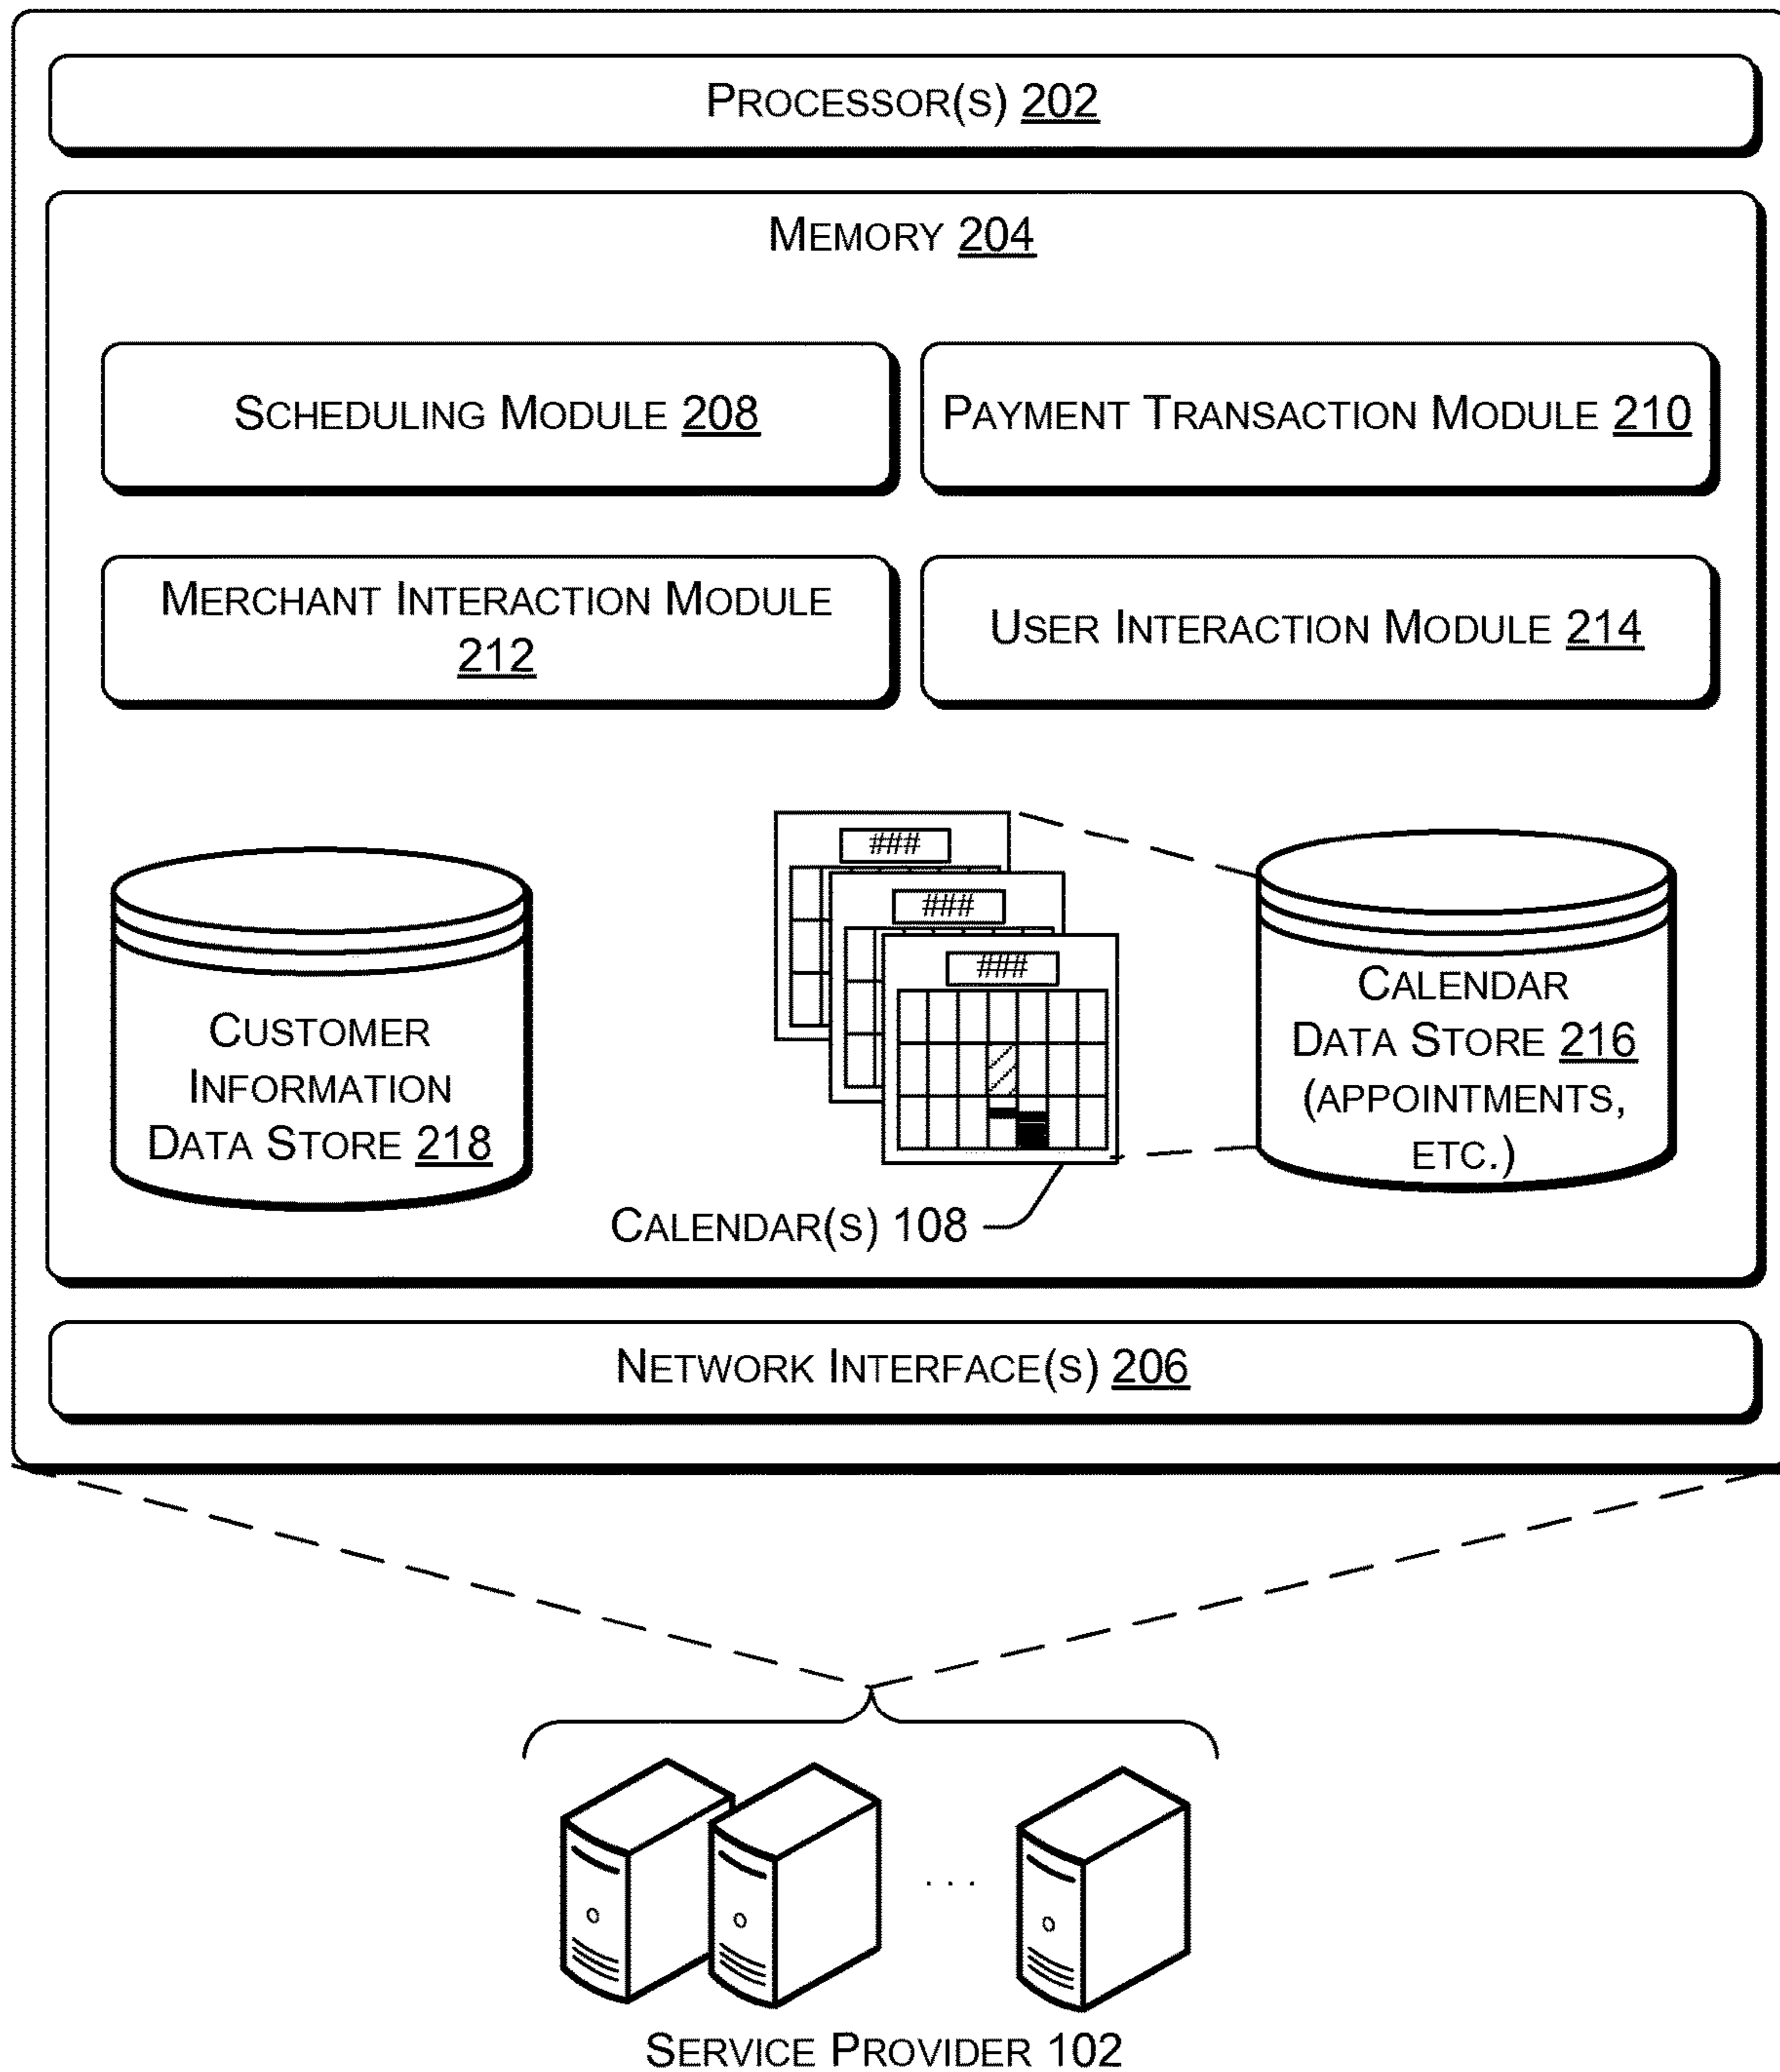 PROCESSOR(S) 202
MEMORY 204
SCHEDULING MODULE 208
PAYMENT TRANSACTION MODULE 210
MERCHANT INTERACTION MODULE
212
USER INTERACTION MODULE 214
###
###
###
CUSTOMER
INFORMATION
DATA STORE 218
CALENDAR
DATA STORE 216
(APPOINTMENTS,
ETC.)
CALENDAR(S) 108
NETWORK INTERFACE(S) 206
. . .
SERVICE PROVIDER 102